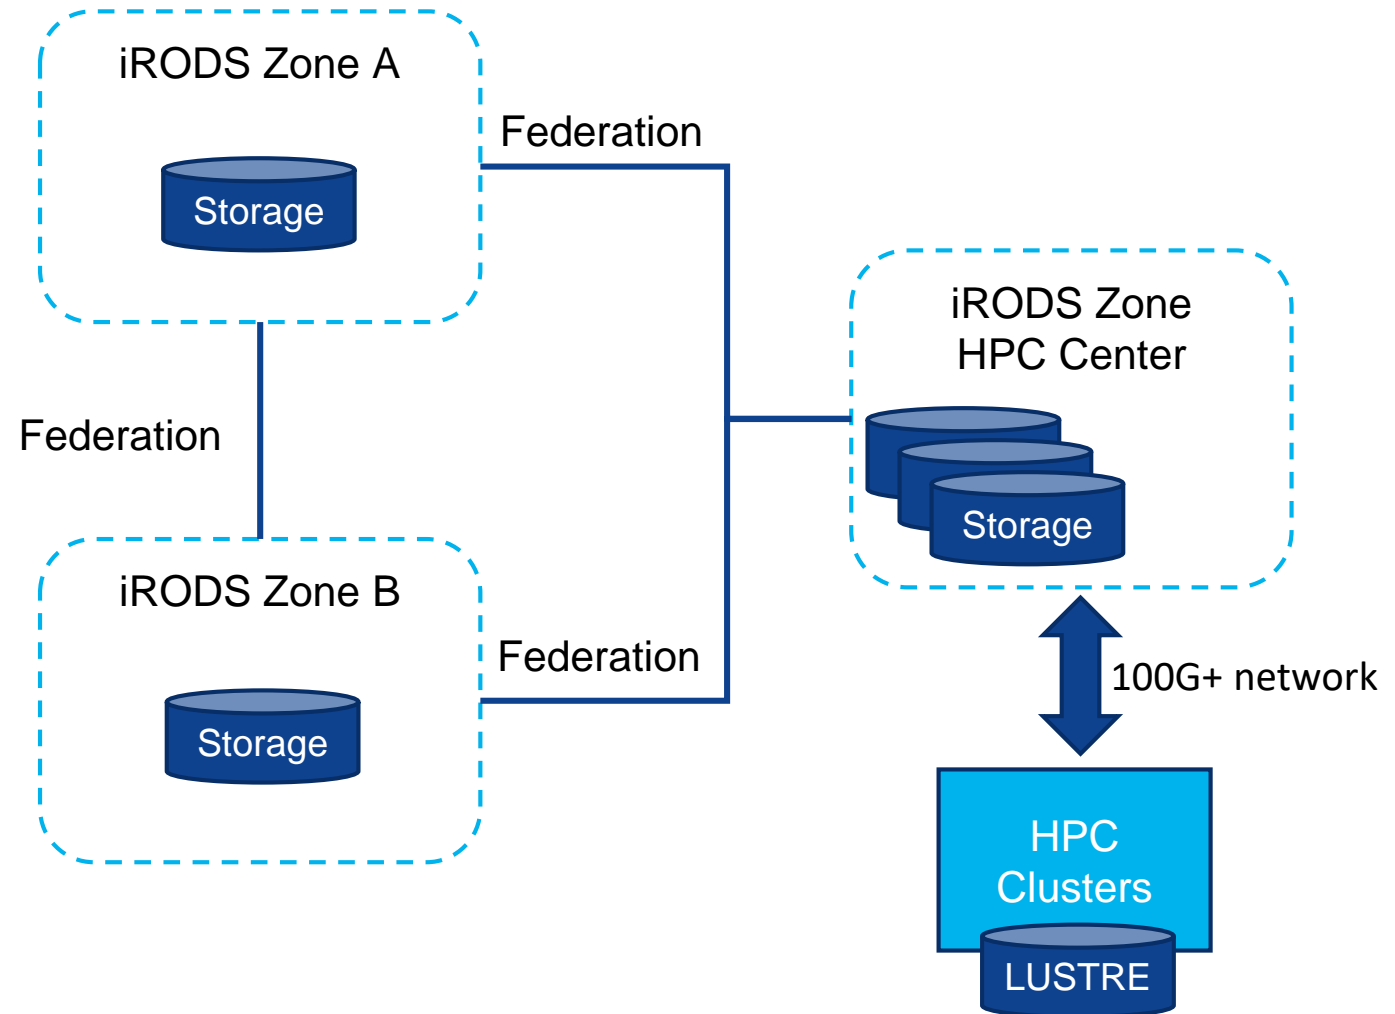 iRODS Zone A
Storage
Federation
Federation
iRODS Zone
HPC Center
Storage
iRODS Zone B
Storage
Federation
100G+ network
HPC
Clusters
LUSTRE